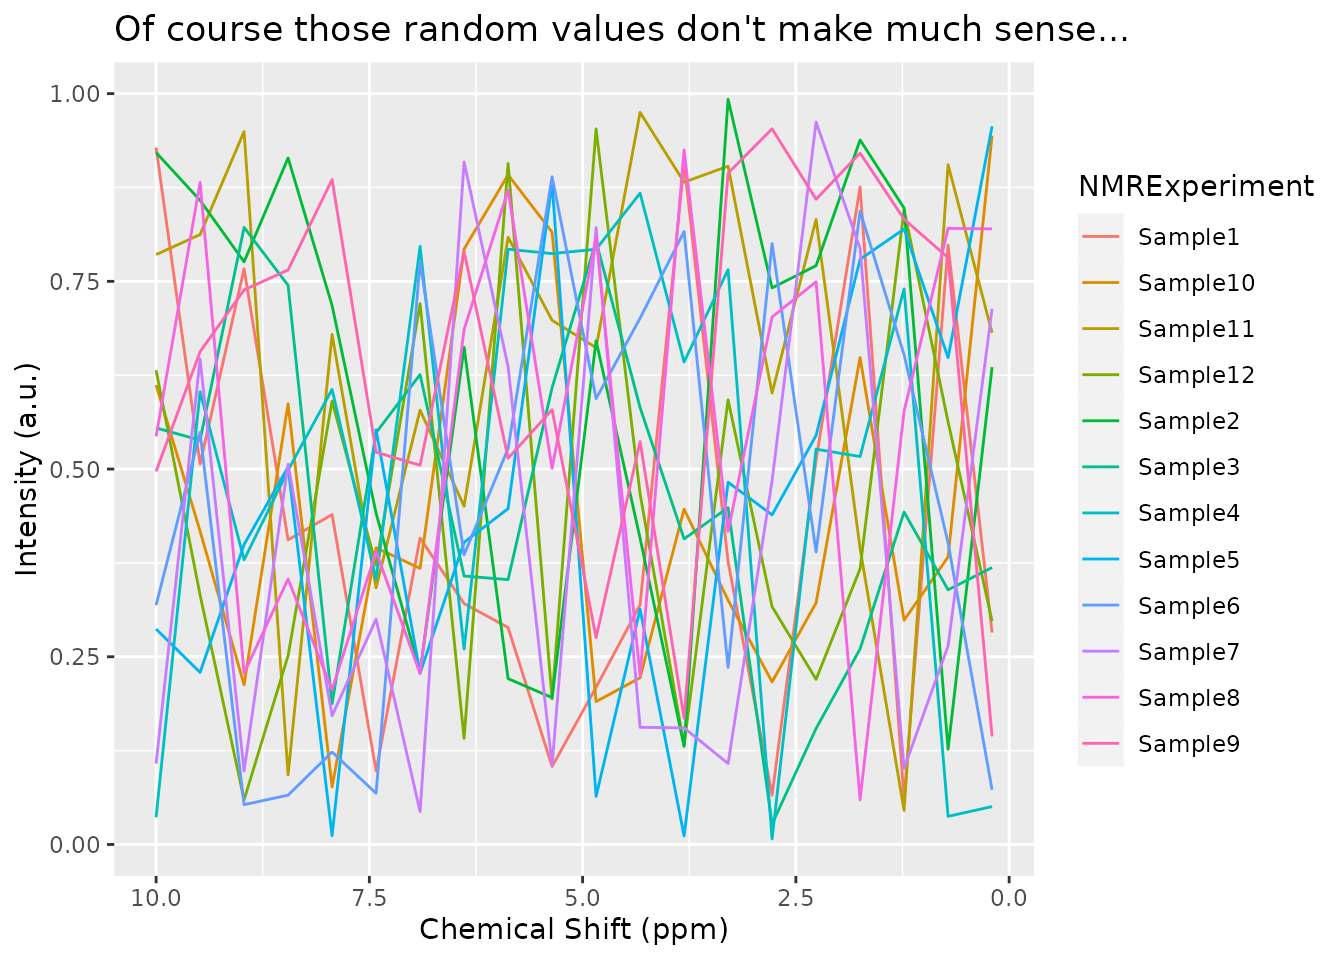 Of course those random values don't make much sense...
1.00
0.75
0.50
0.25
0.00
Intensity (a.u.)
10.0
7.5
5.0
2.5
0.0
Chemical Shift (ppm)
NMRExperiment
Sample1
Sample10
Sample11
Sample12
Sample2
Sample3
Sample4
Sample5
Sample6
Sample7
Sample8
Sample9